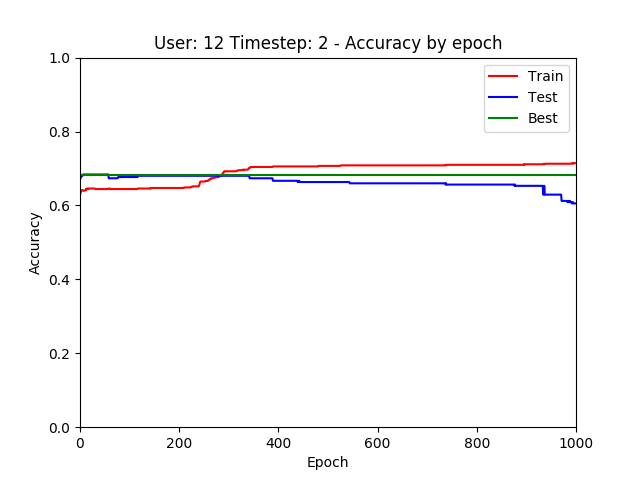 User: 12 Timestep: 2 - Accuracy by epoch
1.0
0.8
0.6
0.4
0.2
0.0
Accuracy
Train
Test
Best
0 200 400 600 800 1000
Epoch